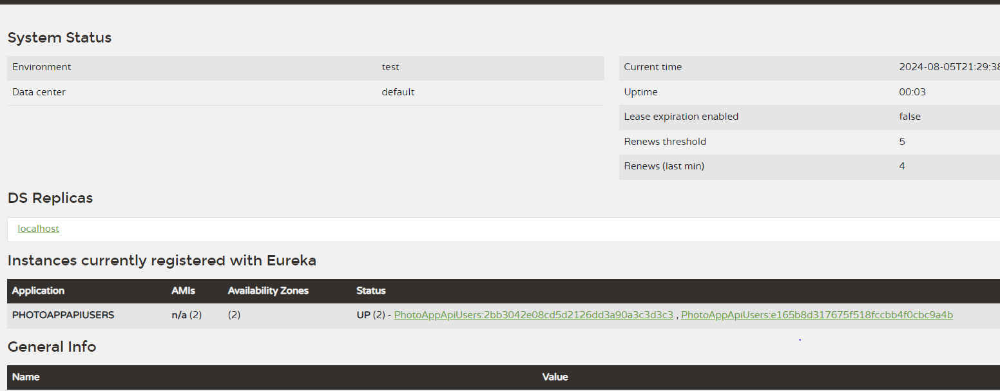 System Status
Environment test
Data center default
Current time 2024-08-05T21:29:38
Uptime 00:03
Lease expiration enabled false
Renews threshold 5
Renews (last min) 4
DS Replicas
localhost
Instances currently registered with Eureka
Application AMIs Availability Zones Status
PHOTOAPPAPIUSERS n/a (2) (2) UP (2) - PhotoAppApiUsers:2bb3042e08cd5d2126dd3a90a3c3d3c3 , PhotoAppApiUsers:e165b8d317675f518fccbb4f0cbc9a4b
General Info
Name Value